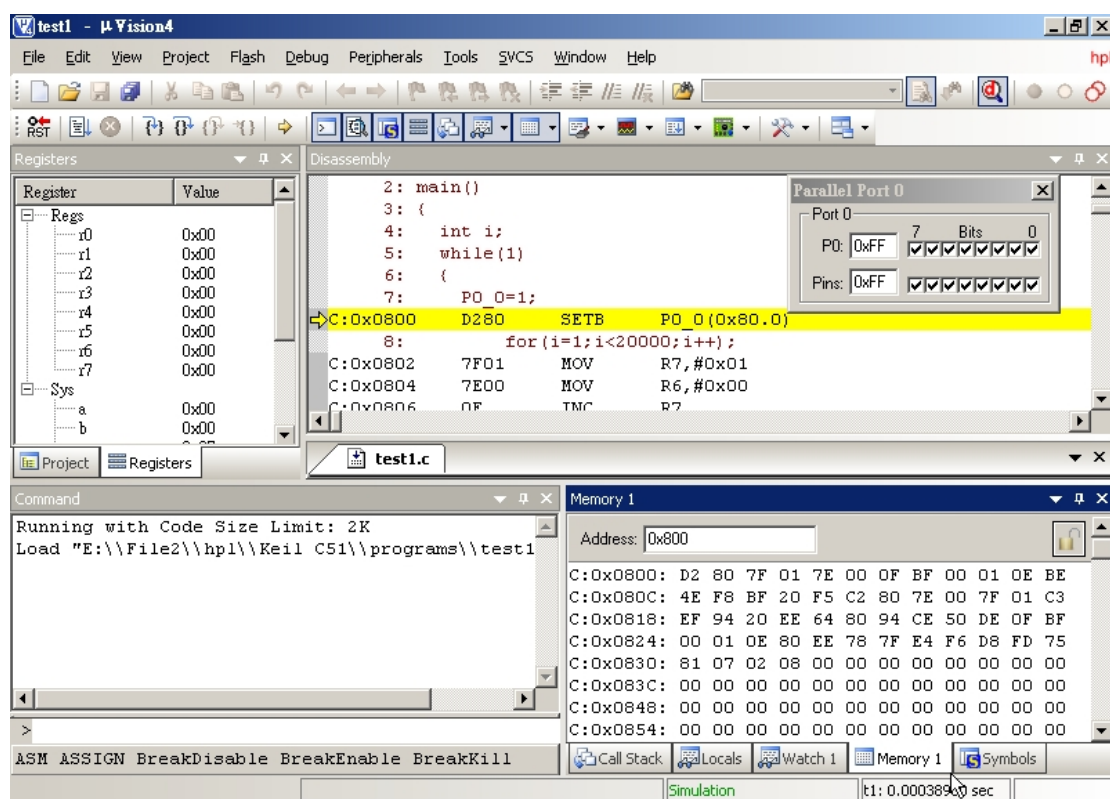 test1 - µVision4
File Edit View Project Flash Debug Peripherals Tools SVCS Window Help
hpl
RST
Registers
Register Value
Regs
r0 0x00
r1 0x00
r2 0x00
r3 0x00
r4 0x00
r5 0x00
r6 0x00
r7 0x00
Sys
a 0x00
b 0x00
Project Registers
Disassembly
2: main()
3: {
4: int i;
5: while(1)
6: {
7: P0_0=1;
C:0x0800 D280 SETB P0_0(0x80.0)
8: for(i=1;i<20000;i++);
C:0x0802 7F01 MOV R7,#0x01
C:0x0804 7E00 MOV R6,#0x00
C:0x0806 0F INC R7
Parallel Port 0
Port 0
7 Bits 0
P0: 0xFF
Pins: 0xFF
test1.c
Command
Running with Code Size Limit: 2K
Load "E:\\File2\\hpl\\Keil C51\\programs\\test1
>
ASM ASSIGN BreakDisable BreakEnable BreakKill
Memory 1
Address: 0x800
C:0x0800: D2 80 7F 01 7E 00 0F BF 00 01 0E BE
C:0x080C: 4E F8 BF 20 F5 C2 80 7E 00 7F 01 C3
C:0x0818: EF 94 20 EE 64 80 94 CE 50 DE 0F BF
C:0x0824: 00 01 0E 80 EE 78 7F E4 F6 D8 FD 75
C:0x0830: 81 07 02 08 00 00 00 00 00 00 00 00
C:0x083C: 00 00 00 00 00 00 00 00 00 00 00 00
C:0x0848: 00 00 00 00 00 00 00 00 00 00 00 00
C:0x0854: 00 00 00 00 00 00 00 00 00 00 00 00
Call Stack Locals Watch 1 Memory 1 Symbols
Simulation t1: sec